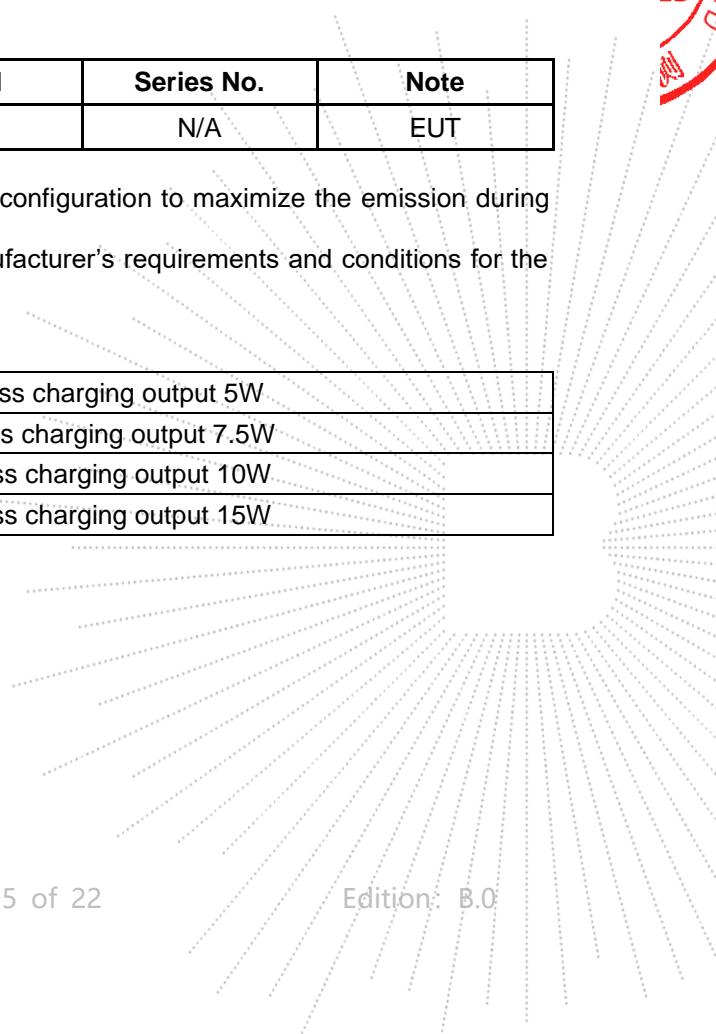 Series No. Note
N/A EUT
configuration to maximize the emission during
ufacturer's requirements and conditions for the
ss charging output 5W
s charging output 7.5W
ss charging output 10W
ss charging output 15W
5 of 22 Edition: B.0